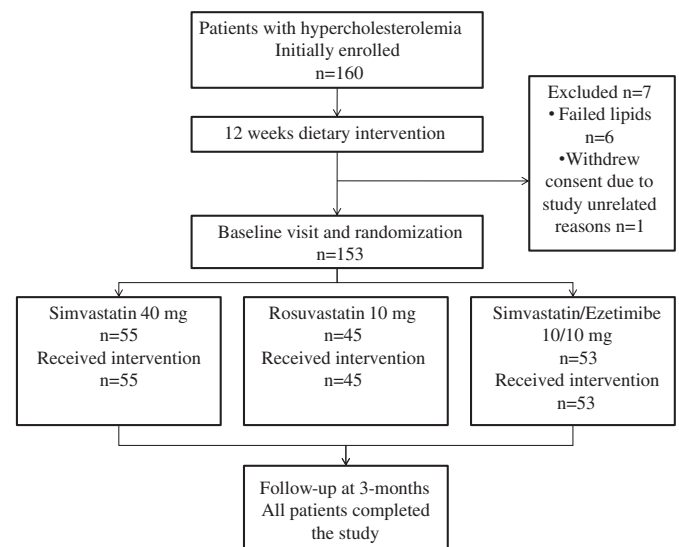 Patients with hypercholesterolemia
Initially enrolled
n=160
12 weeks dietary intervention
Excluded n=7
• Failed lipids
n=6
• Withdrew
consent due to
study unrelated
reasons n=1
Baseline visit and randomization
n=153
Simvastatin 40 mg
n=55
Received intervention
n=55
Rosuvastatin 10 mg
n=45
Received intervention
n=45
Simvastatin/Ezetimibe
10/10 mg
n=53
Received intervention
n=53
Follow-up at 3-months
All patients completed
the study